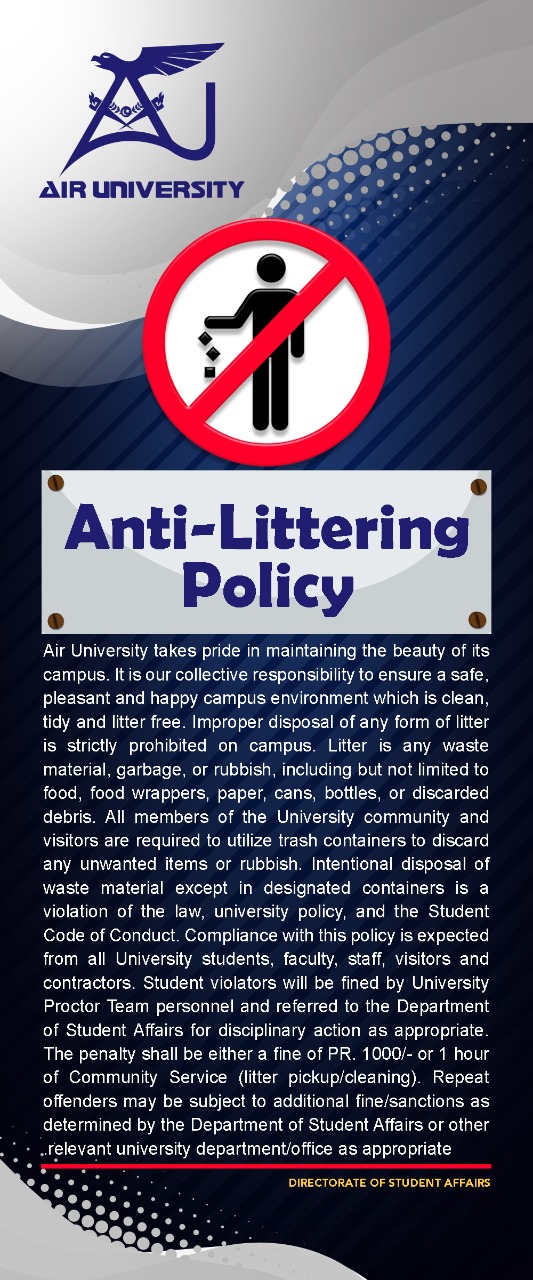 AIR UNIVERSITY
Anti-Littering
Policy
Air University takes pride in maintaining the beauty of its
campus. It is our collective responsibility to ensure a safe,
pleasant and happy campus environment which is clean,
tidy and litter free. Improper disposal of any form of litter
is strictly prohibited on campus. Litter is any waste
material, garbage, or rubbish, including but not limited to
food, food wrappers, paper, cans, bottles, or discarded
debris. All members of the University community and
visitors are required to utilize trash containers to discard
any unwanted items or rubbish. Intentional disposal of
waste material except in designated containers is a
violation of the law, university policy, and the Student
Code of Conduct. Compliance with this policy is expected
from all University students, faculty, staff, visitors and
contractors. Student violators will be fined by University
Proctor Team personnel and referred to the Department
of Student Affairs for disciplinary action as appropriate.
The penalty shall be either a fine of PR. 1000/- or 1 hour
of Community Service (litter pickup/cleaning). Repeat
offenders may be subject to additional fine/sanctions as
determined by the Department of Student Affairs or other
.relevant university department/office as appropriate
DIRECTORATE OF STUDENT AFFAIRS